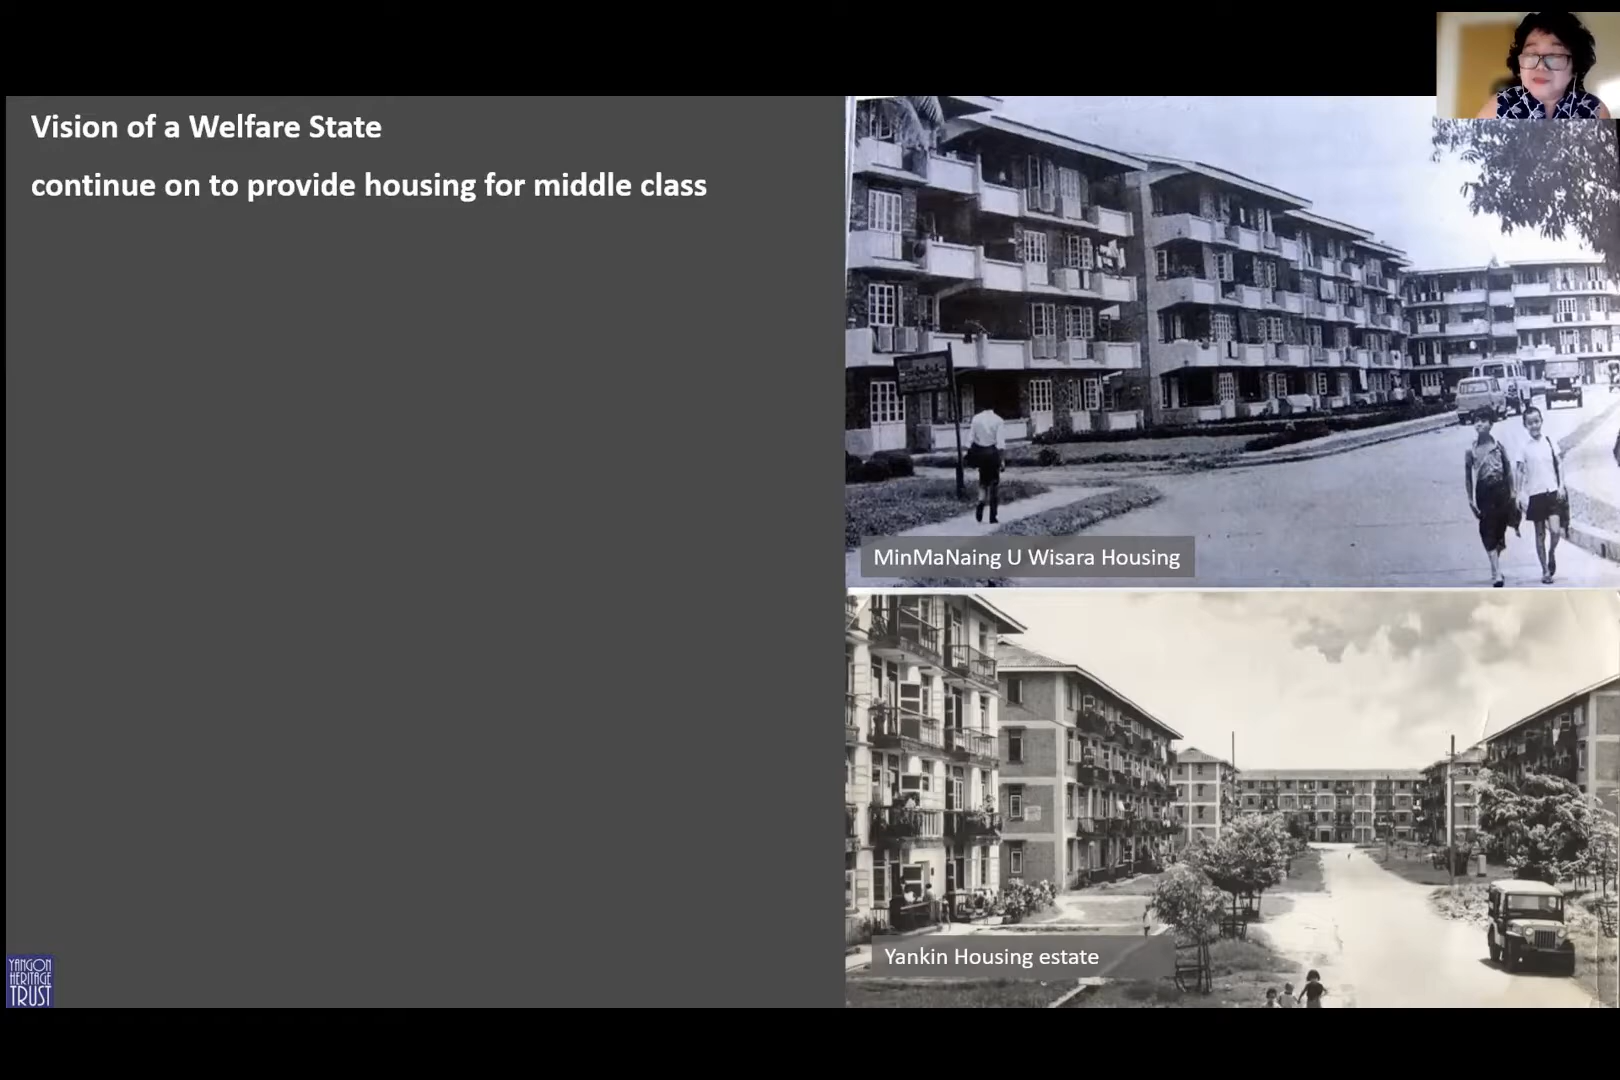 Vision of a Welfare State
continue on to provide housing for middle class
MinMaNaing U Wisara Housing
Yankin Housing estate
YANGON
HERITAGE
TRUST